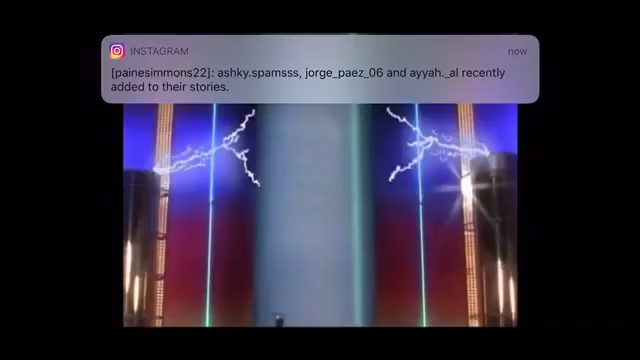 INSTAGRAM
now
[painesimmons22]: ashky.spamsss, jorge_paez_06 and ayyah._al recently
added to their stories.